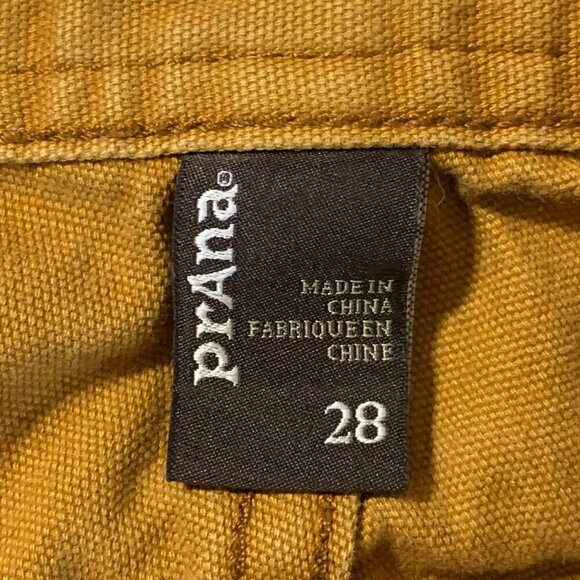 prAna®
MADE IN
CHINA
FABRIQUE EN
CHINE
28